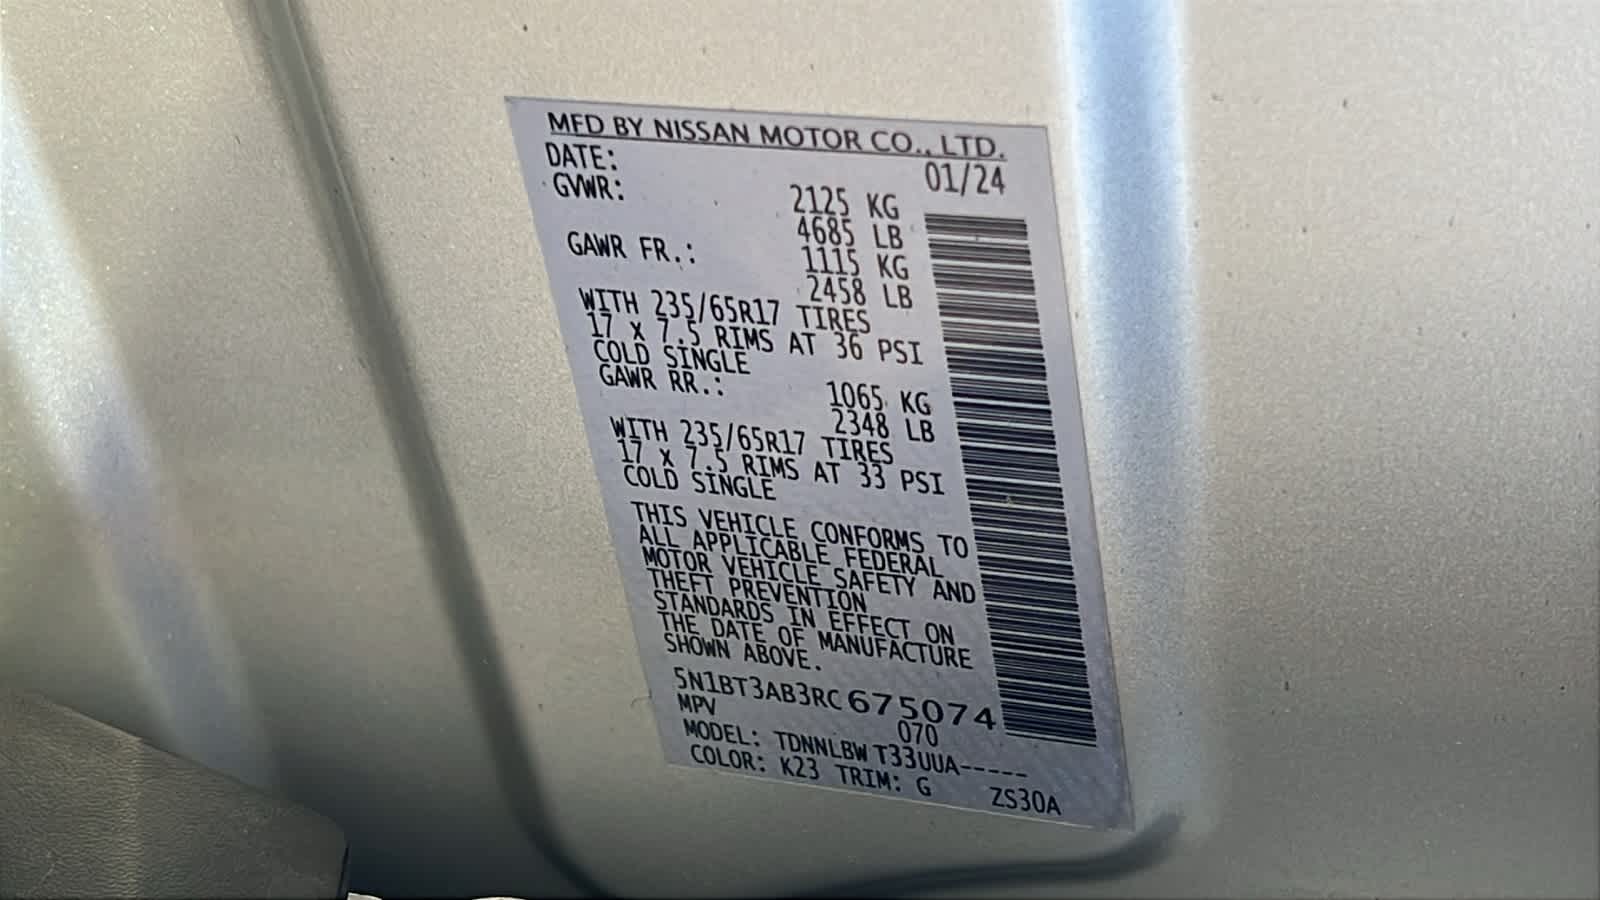 MFD BY NISSAN MOTOR CO., LTD.
DATE: 01/24
GVWR: 2125 KG
4685 LB
GAWR FR.: 1115 KG
2458 LB
WITH 235/65R17 TIRES
17 X 7.5 RIMS AT 36 PSI
COLD SINGLE
GAWR RR.: 1065 KG
2348 LB
WITH 235/65R17 TIRES
17 X 7.5 RIMS AT 33 PSI
COLD SINGLE
THIS VEHICLE CONFORMS TO
ALL APPLICABLE FEDERAL
MOTOR VEHICLE SAFETY AND
THEFT PREVENTION
STANDARDS IN EFFECT ON
THE DATE OF MANUFACTURE
SHOWN ABOVE.
5N1BT3AB3RC675074
MPV 070
MODEL: TDNNLBW T33UUA-----
COLOR: K23 TRIM: G ZS30A